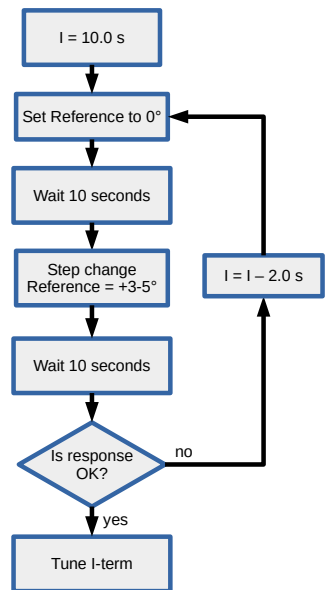 I = 10.0 s
Set Reference to 0°
Wait 10 seconds
Step change
Reference = +3-5°
I = I – 2.0 s
Wait 10 seconds
Is response
OK?
no
yes
Tune I-term